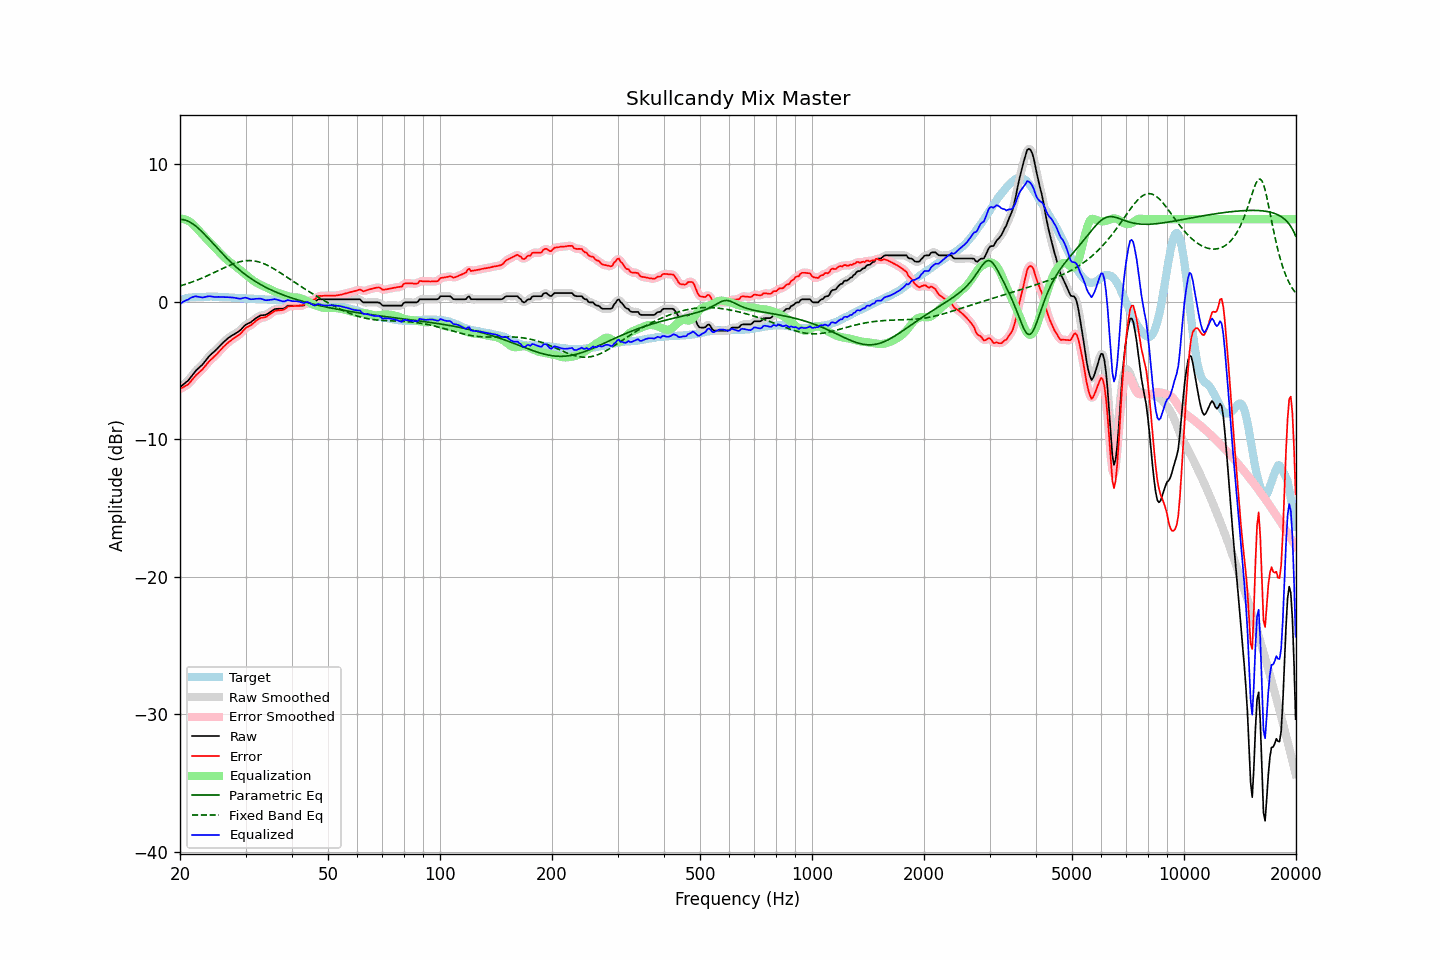 Skullcandy Mix Master
Amplitude (dBr)
10
0
−10
−20
−30
−40
Target
Raw Smoothed
Error Smoothed
Raw
Error
Equalization
Parametric Eq
Fixed Band Eq
Equalized
20 50 100 200 500 1000 2000 5000 10000 20000
Frequency (Hz)